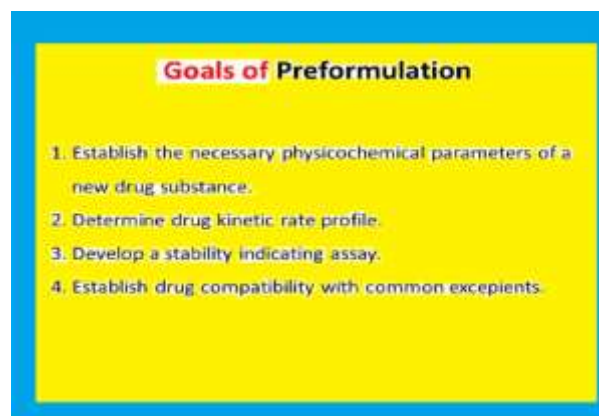 Goals of Preformulation
1. Establish the necessary physicochemical parameters of a
new drug substance.
2. Determine drug kinetic rate profile.
3. Develop a stability indicating assay.
4. Establish drug compatibility with common excepients.